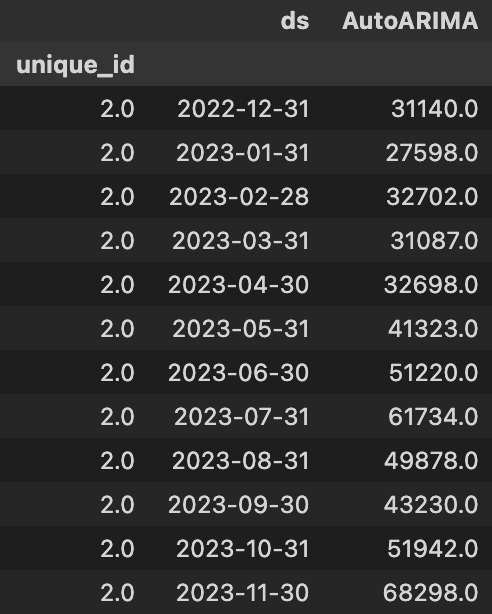 ds AutoARIMA
unique_id
2.0 2022-12-31 31140.0
2.0 2023-01-31 27598.0
2.0 2023-02-28 32702.0
2.0 2023-03-31 31087.0
2.0 2023-04-30 32698.0
2.0 2023-05-31 41323.0
2.0 2023-06-30 51220.0
2.0 2023-07-31 61734.0
2.0 2023-08-31 49878.0
2.0 2023-09-30 43230.0
2.0 2023-10-31 51942.0
2.0 2023-11-30 68298.0